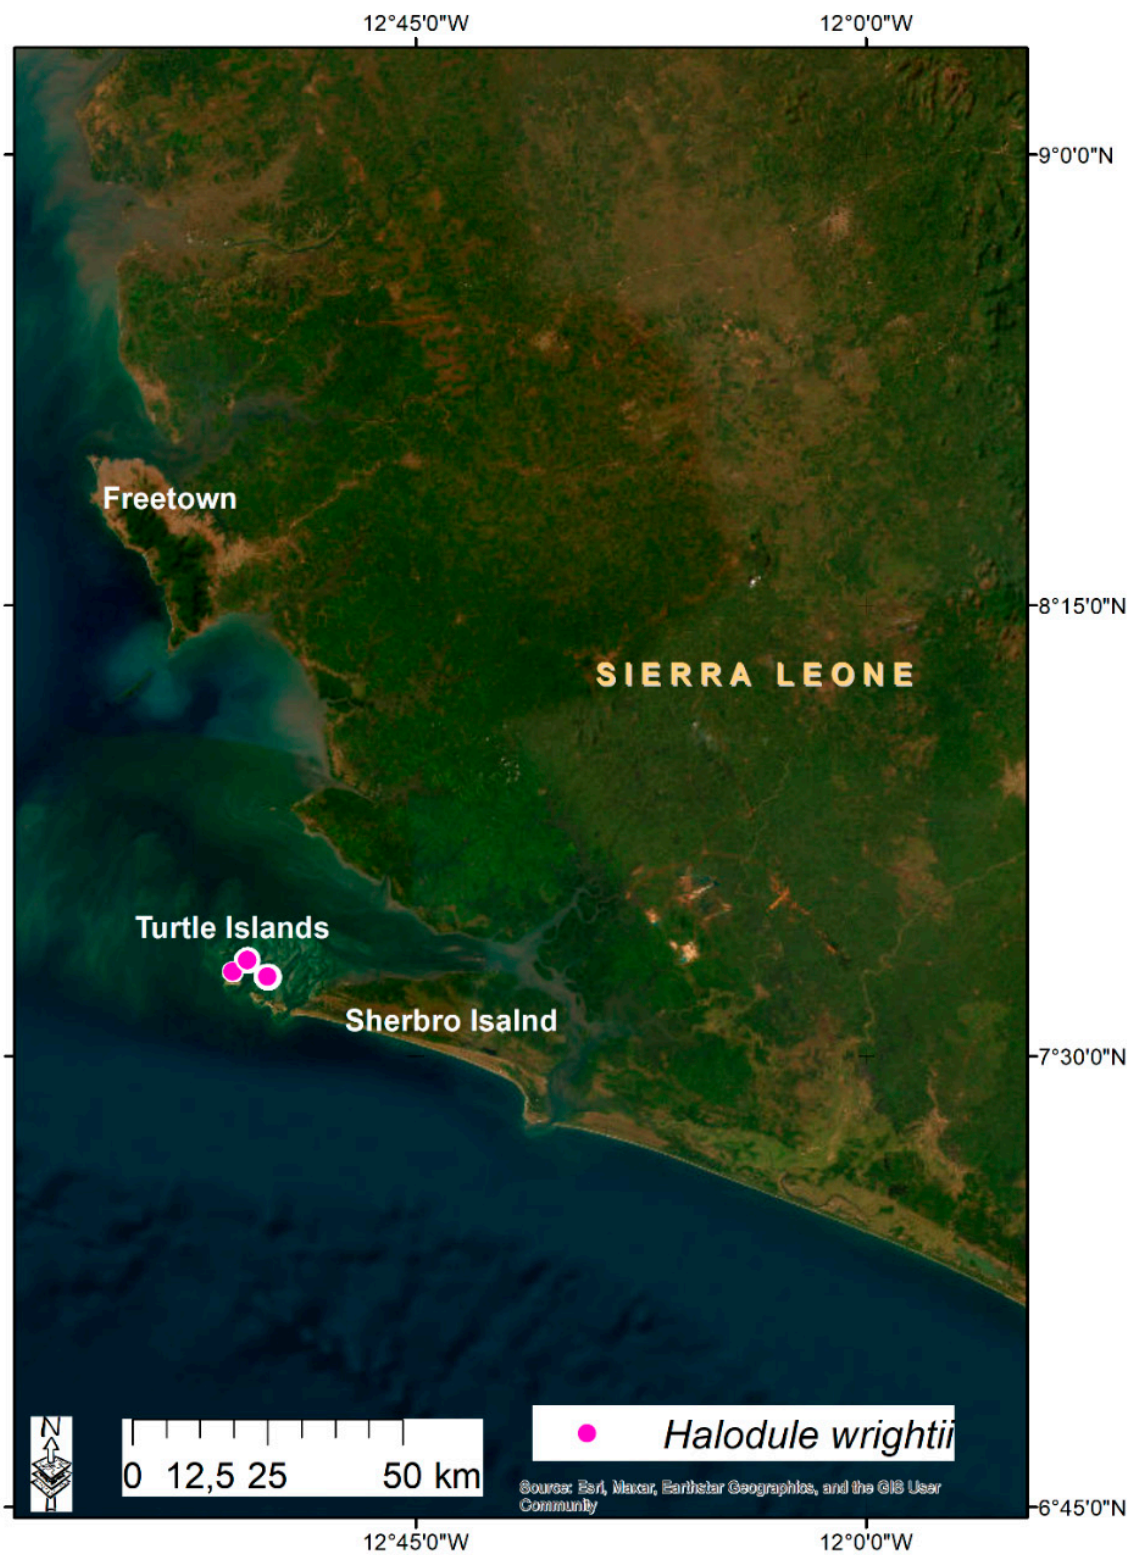 12°45'0"W 12°0'0"W
9°0'0"N
Freetown
8°15'0"N
SIERRA LEONE
Turtle Islands
Sherbro Isalnd
7°30'0"N
N
0 12,5 25 50 km
Halodule wrightii
Source: Esri, Maxar, Earthstar Geographics, and the GIS User
Community
6°45'0"N
12°45'0"W 12°0'0"W